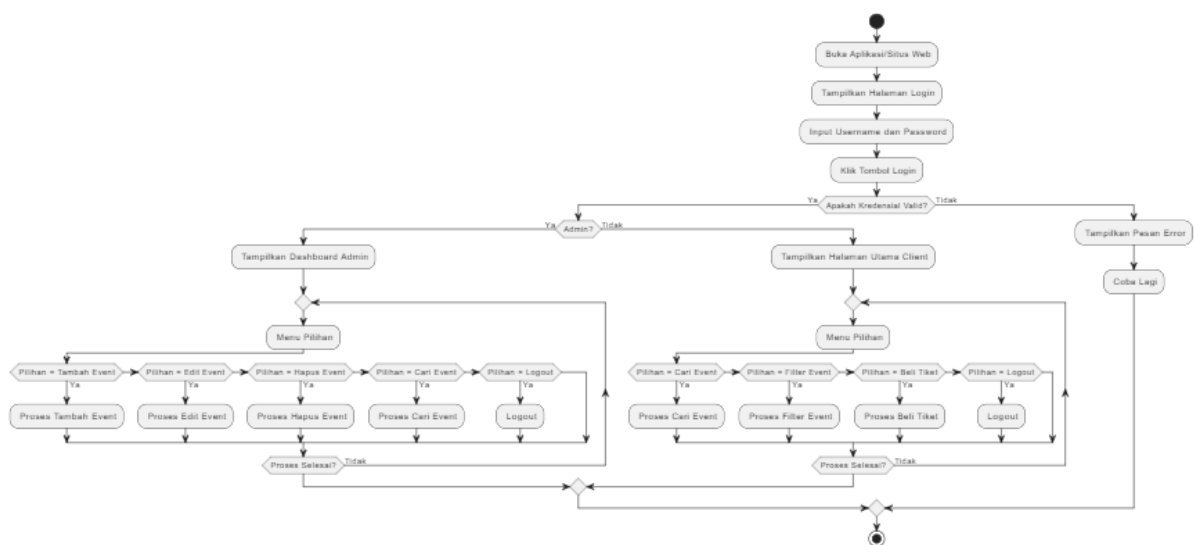 Buka Aplikasi/Situs Web
Tampilkan Halaman Login
Input Username dan Password
Klik Tombol Login
Ya
Apakah Kredensial Valid?
Tidak
Ya
Admin?
Tidak
Tampilkan Pesan Error
Tampilkan Dashboard Admin
Tampilkan Halaman Utama Client
Coba Lagi
Menu Pilihan
Menu Pilihan
Pilihan = Tambah Event
Pilihan = Edit Event
Pilihan = Hapus Event
Pilihan = Cari Event
Pilihan = Logout
Pilihan = Cari Event
Pilihan = Filter Event
Pilihan = Beli Tiket
Pilihan = Logout
Ya
Ya
Ya
Ya
Ya
Ya
Ya
Ya
Ya
Proses Tambah Event
Proses Edit Event
Proses Hapus Event
Proses Cari Event
Logout
Proses Cari Event
Proses Filter Event
Proses Beli Tiket
Logout
Proses Selesai?
Tidak
Proses Selesai?
Tidak